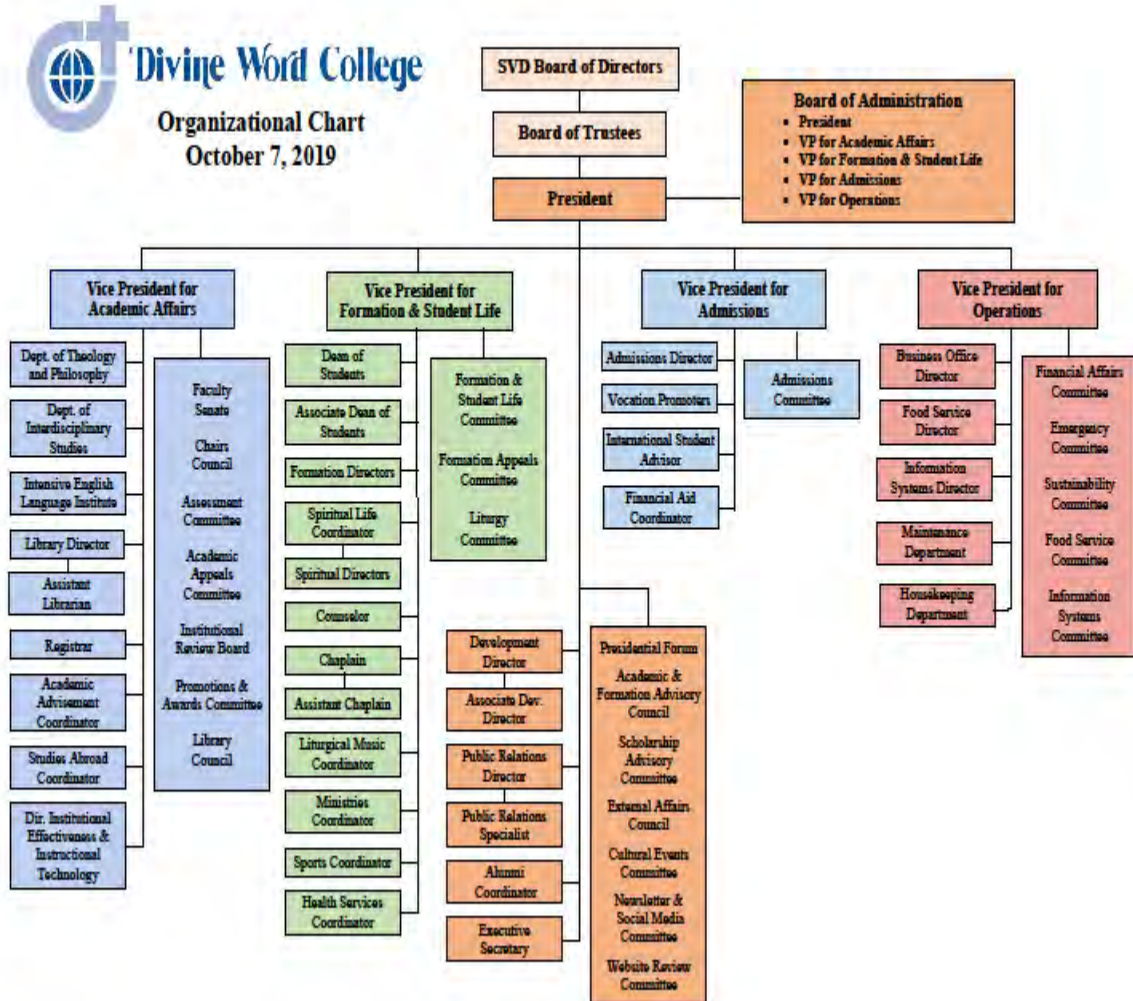 Divine Word College
Organizational Chart
October 7, 2019
SVD Board of Directors
Board of Trustees
President
Board of Administration
▪ President
▪ VP for Academic Affairs
▪ VP for Formation & Student Life
▪ VP for Admissions
▪ VP for Operations
Vice President for
Academic Affairs
Dept. of Theology
and Philosophy
Dept. of
Interdisciplinary
Studies
Intensive English
Language Institute
Library Director
Assistant
Librarian
Registrar
Academic
Advisement
Coordinator
Studies Abroad
Coordinator
Dir. Institutional
Effectiveness &
Instructional
Technology
Faculty
Senate
Chairs
Council
Assessment
Committee
Academic
Appeals
Committee
Institutional
Review Board
Promotions &
Awards Committee
Library
Council
Vice President for
Formation & Student Life
Dean of
Students
Associate Dean of
Students
Formation Directors
Spiritual Life
Coordinator
Spiritual Directors
Counselor
Chaplain
Assistant Chaplain
Liturgical Music
Coordinator
Ministries
Coordinator
Sports Coordinator
Health Services
Coordinator
Formation &
Student Life
Committee
Formation Appeals
Committee
Liturgy
Committee
Development
Director
Associate Dev.
Director
Public Relations
Director
Public Relations
Specialist
Alumni
Coordinator
Executive
Secretary
Presidential Forum
Academic &
Formation Advisory
Council
Scholarship
Advisory
Committee
External Affairs
Council
Cultural Events
Committee
Newsletter &
Social Media
Committee
Website Review
Committee
Vice President for
Admissions
Admissions Director
Vocation Promoters
International Student
Advisor
Financial Aid
Coordinator
Admissions
Committee
Vice President for
Operations
Business Office
Director
Food Service
Director
Information
Systems Director
Maintenance
Department
Housekeeping
Department
Financial Affairs
Committee
Emergency
Committee
Sustainability
Committee
Food Service
Committee
Information
Systems
Committee